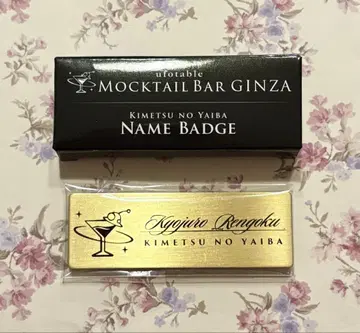 ufotable
MOCKTAIL BAR GINZA
KIMETSU NO YAIBA
NAME BADGE
Kyojuro Rengoku
KIMETSU NO YAIBA